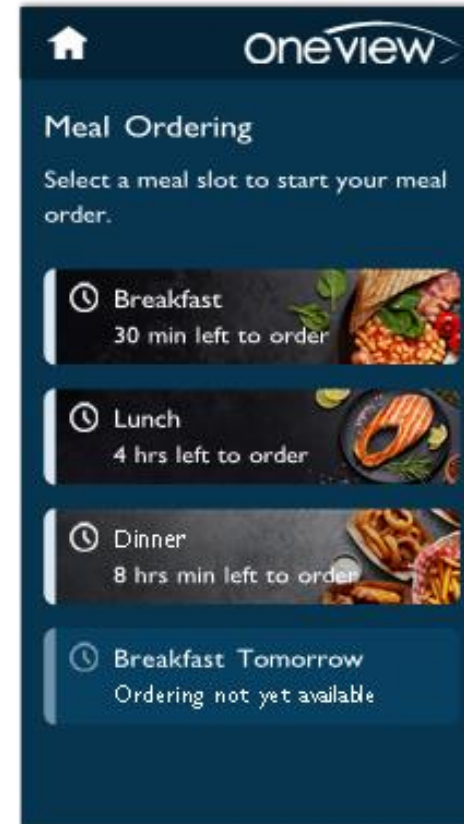 Oneview
Meal Ordering
Select a meal slot to start your meal
order.
Breakfast
30 min left to order
Lunch
4 hrs left to order
Dinner
8 hrs min left to order
Breakfast Tomorrow
Ordering not yet available